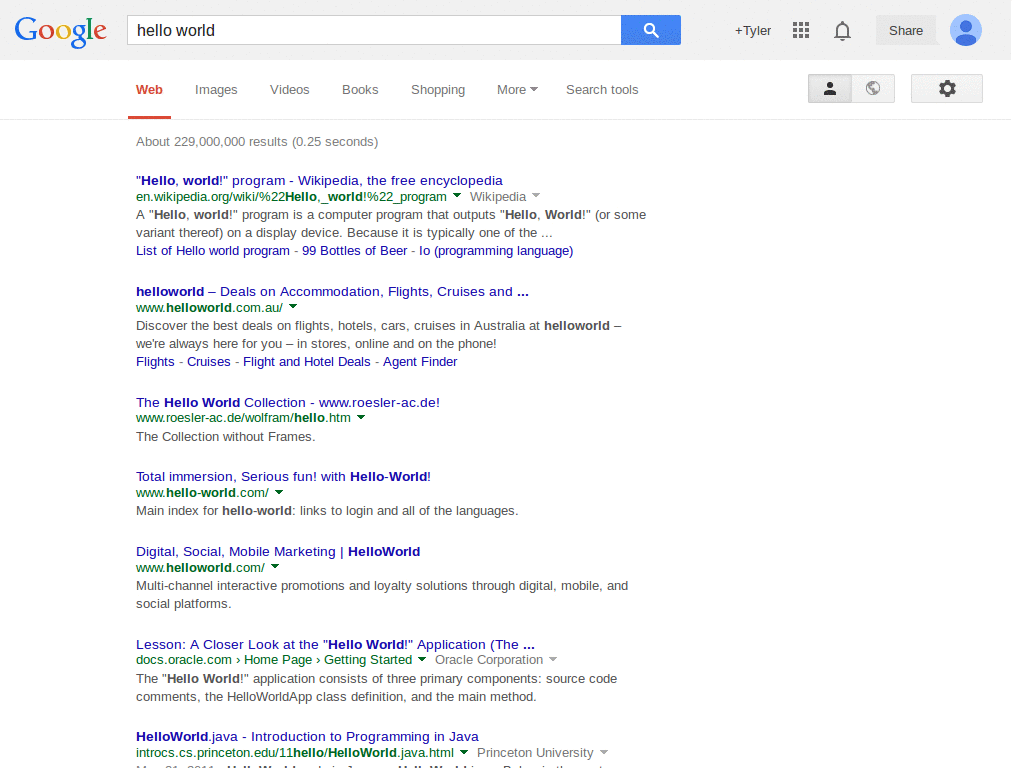 Google hello world +Tyler Share
Web Images Videos Books Shopping More Search tools
About 229,000,000 results (0.25 seconds)
"Hello, world!" program - Wikipedia, the free encyclopedia
en.wikipedia.org/wiki/%22Hello,_world!%22_program Wikipedia
A "Hello, world!" program is a computer program that outputs "Hello, World!" (or some
variant thereof) on a display device. Because it is typically one of the ...
List of Hello world program - 99 Bottles of Beer - Io (programming language)
helloworld – Deals on Accommodation, Flights, Cruises and ...
www.helloworld.com.au/
Discover the best deals on flights, hotels, cars, cruises in Australia at helloworld –
we're always here for you – in stores, online and on the phone!
Flights - Cruises - Flight and Hotel Deals - Agent Finder
The Hello World Collection - www.roesler-ac.de!
www.roesler-ac.de/wolfram/hello.htm
The Collection without Frames.
Total immersion, Serious fun! with Hello-World!
www.hello-world.com/
Main index for hello-world: links to login and all of the languages.
Digital, Social, Mobile Marketing | HelloWorld
www.helloworld.com/
Multi-channel interactive promotions and loyalty solutions through digital, mobile, and
social platforms.
Lesson: A Closer Look at the "Hello World!" Application (The ...
docs.oracle.com › Home Page › Getting Started Oracle Corporation
The "Hello World!" application consists of three primary components: source code
comments, the HelloWorldApp class definition, and the main method.
HelloWorld.java - Introduction to Programming in Java
introcs.cs.princeton.edu/11hello/HelloWorld.java.html Princeton University